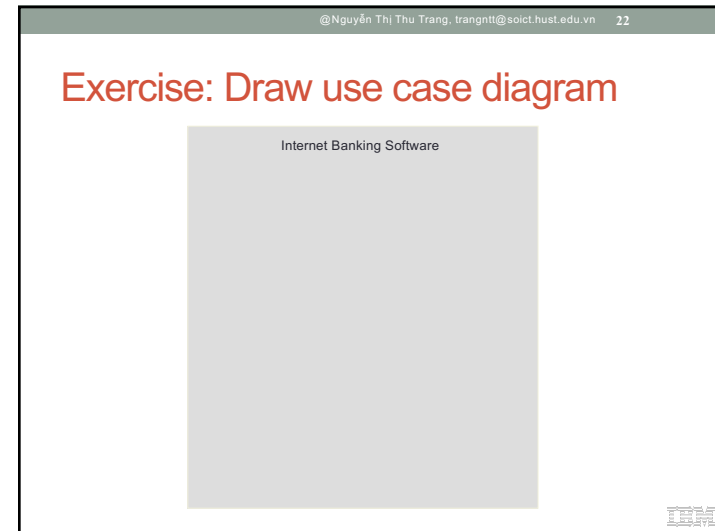 @Nguyễn Thị Thu Trang, trangntt@soict.hust.edu.vn 22
Exercise: Draw use case diagram
Internet Banking Software
IBM